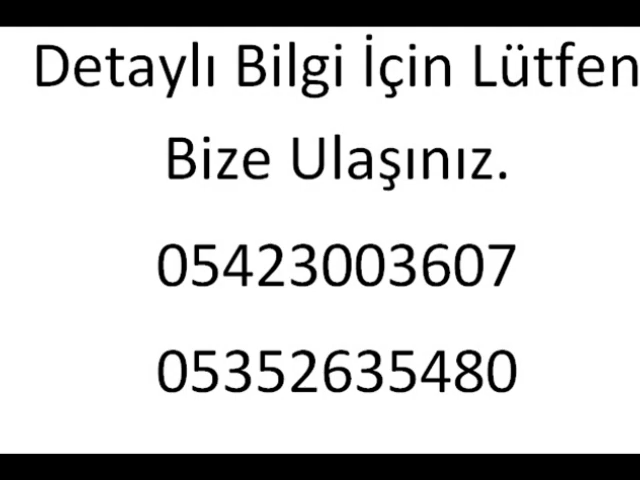 Detaylı Bilgi İçin Lütfen
Bize Ulaşınız.
05423003607
05352635480